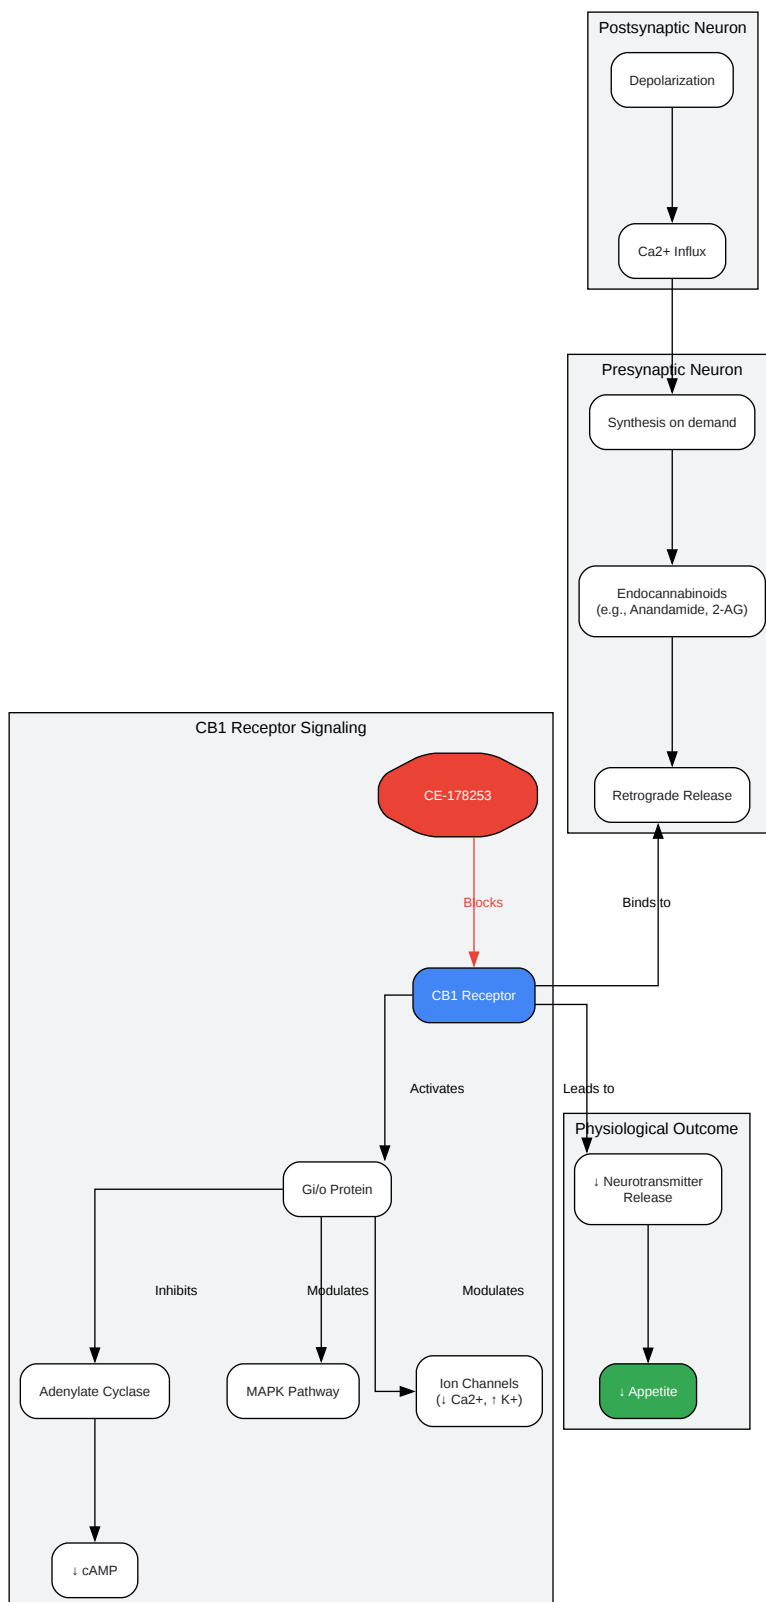 Postsynaptic Neuron
Depolarization
Ca2+ Influx
Presynaptic Neuron
Synthesis on demand
Endocannabinoids
(e.g., Anandamide, 2-AG)
Retrograde Release
CB1 Receptor Signaling
CE-178253
Blocks
Binds to
CB1 Receptor
Activates
Leads to
Physiological Outcome
Gi/o Protein
↓ Neurotransmitter
Release
Inhibits
Modulates
Modulates
Adenylate Cyclase
MAPK Pathway
Ion Channels
(↓ Ca2+, ↑ K+)
↓ Appetite
↓ cAMP